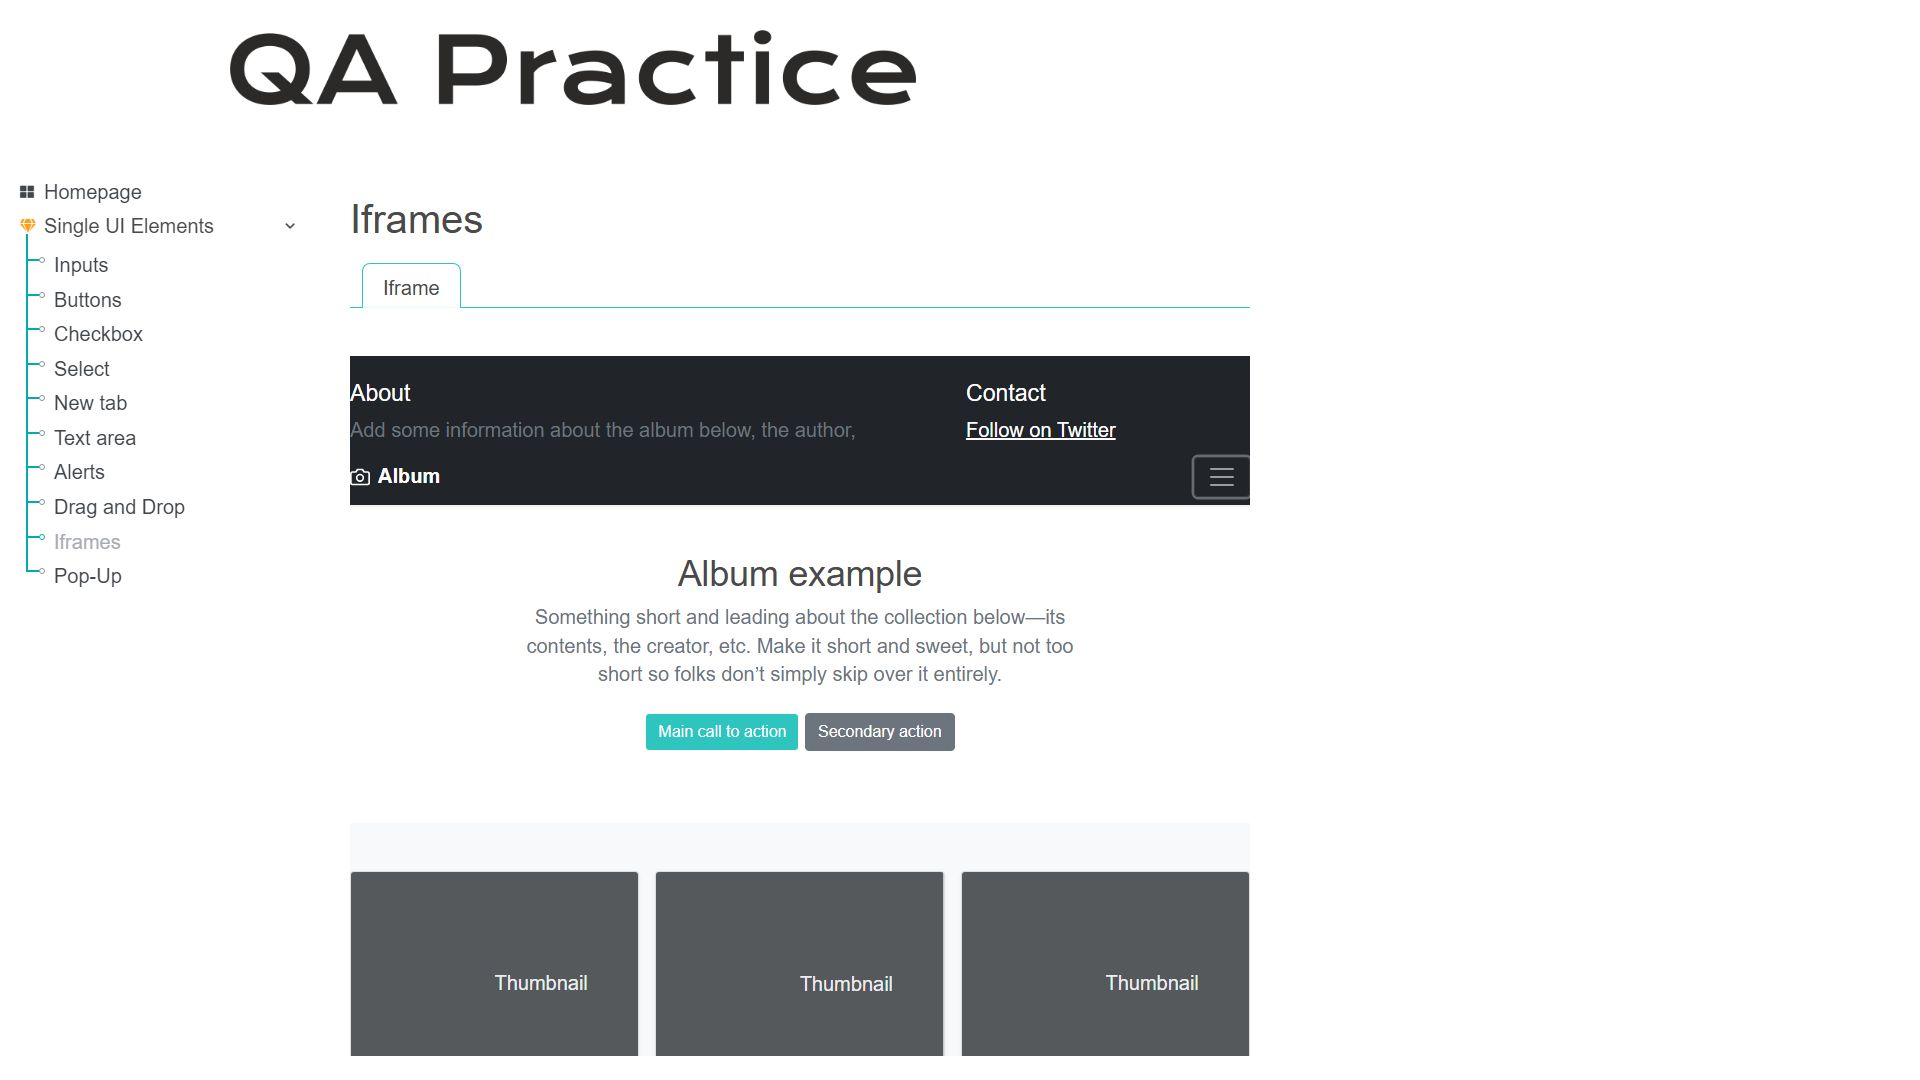 QA Practice
Homepage
Single UI Elements
Inputs
Buttons
Checkbox
Select
New tab
Text area
Alerts
Drag and Drop
Iframes
Pop-Up
Iframes
Iframe
About
Add some information about the album below, the author,
Contact
Follow on Twitter
Album
Album example
Something short and leading about the collection below—its
contents, the creator, etc. Make it short and sweet, but not too
short so folks don’t simply skip over it entirely.
Main call to action
Secondary action
Thumbnail
Thumbnail
Thumbnail